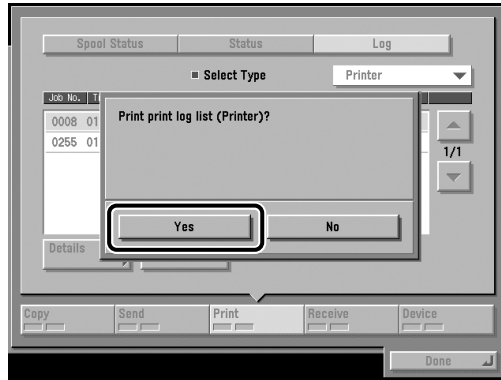 Spool Status Status Log
■ Select Type Printer
Job No.
0008 01
0255 01
Print print log list (Printer)?
1/1
Yes No
Details
Copy Send Print Receive Device
Done